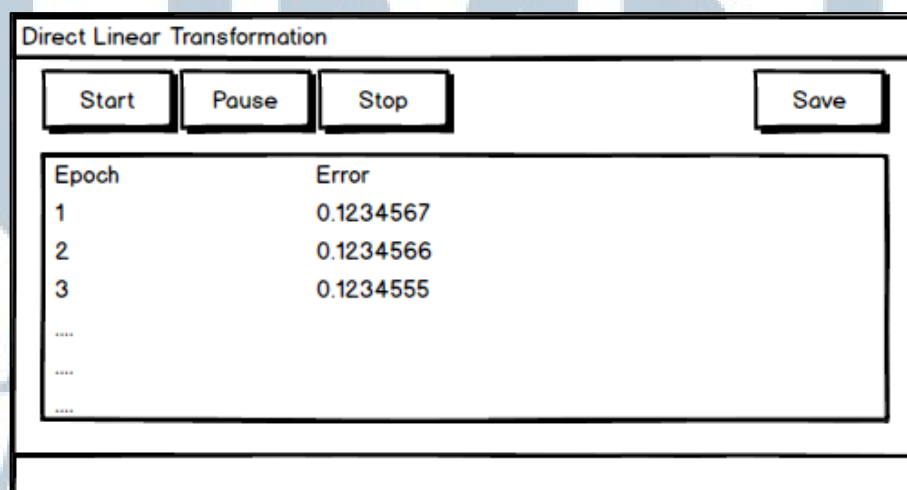 Direct Linear Transformation
Start Pause Stop Save
Epoch Error
1 0.1234567
2 0.1234566
3 0.1234555
....
....
....